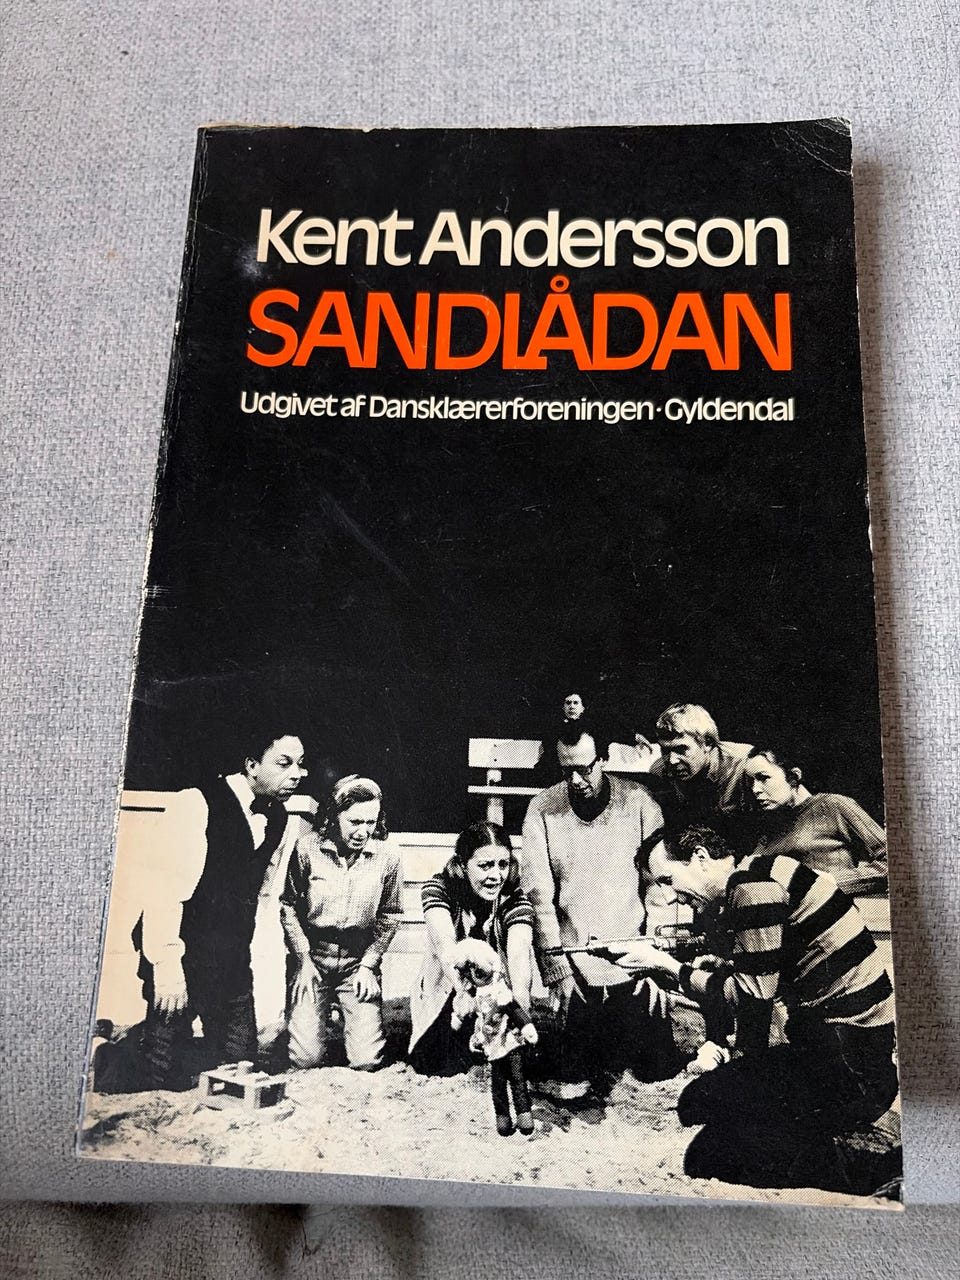 Kent Andersson
SANDLÅDAN
Udgivet af Dansklærerforeningen · Gyldendal